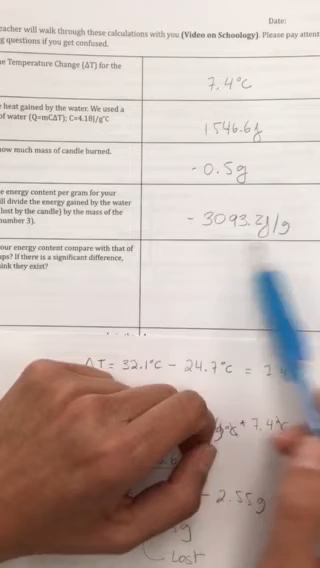 Date:
eacher will walk through these calculations with you (Video on Schoology). Please pay attent
g questions if you get confused.
he Temperature Change (ΔT) for the
7.4°C
e heat gained by the water. We used a
of water (Q=mCΔT); C=4.18J/g°C
1546.6J
how much mass of candle burned.
- 0.5g
e energy content per gram for your
ll divide the energy gained by the water
lost by the candle) by the mass of the
number 3).
- 3093.2J/g
our energy content compare with that of
ups? If there is a significant difference,
ink they exist?
ΔT = 32.1°C - 24.7°C =
* 7.4°C
- 2.55g
g
Lost